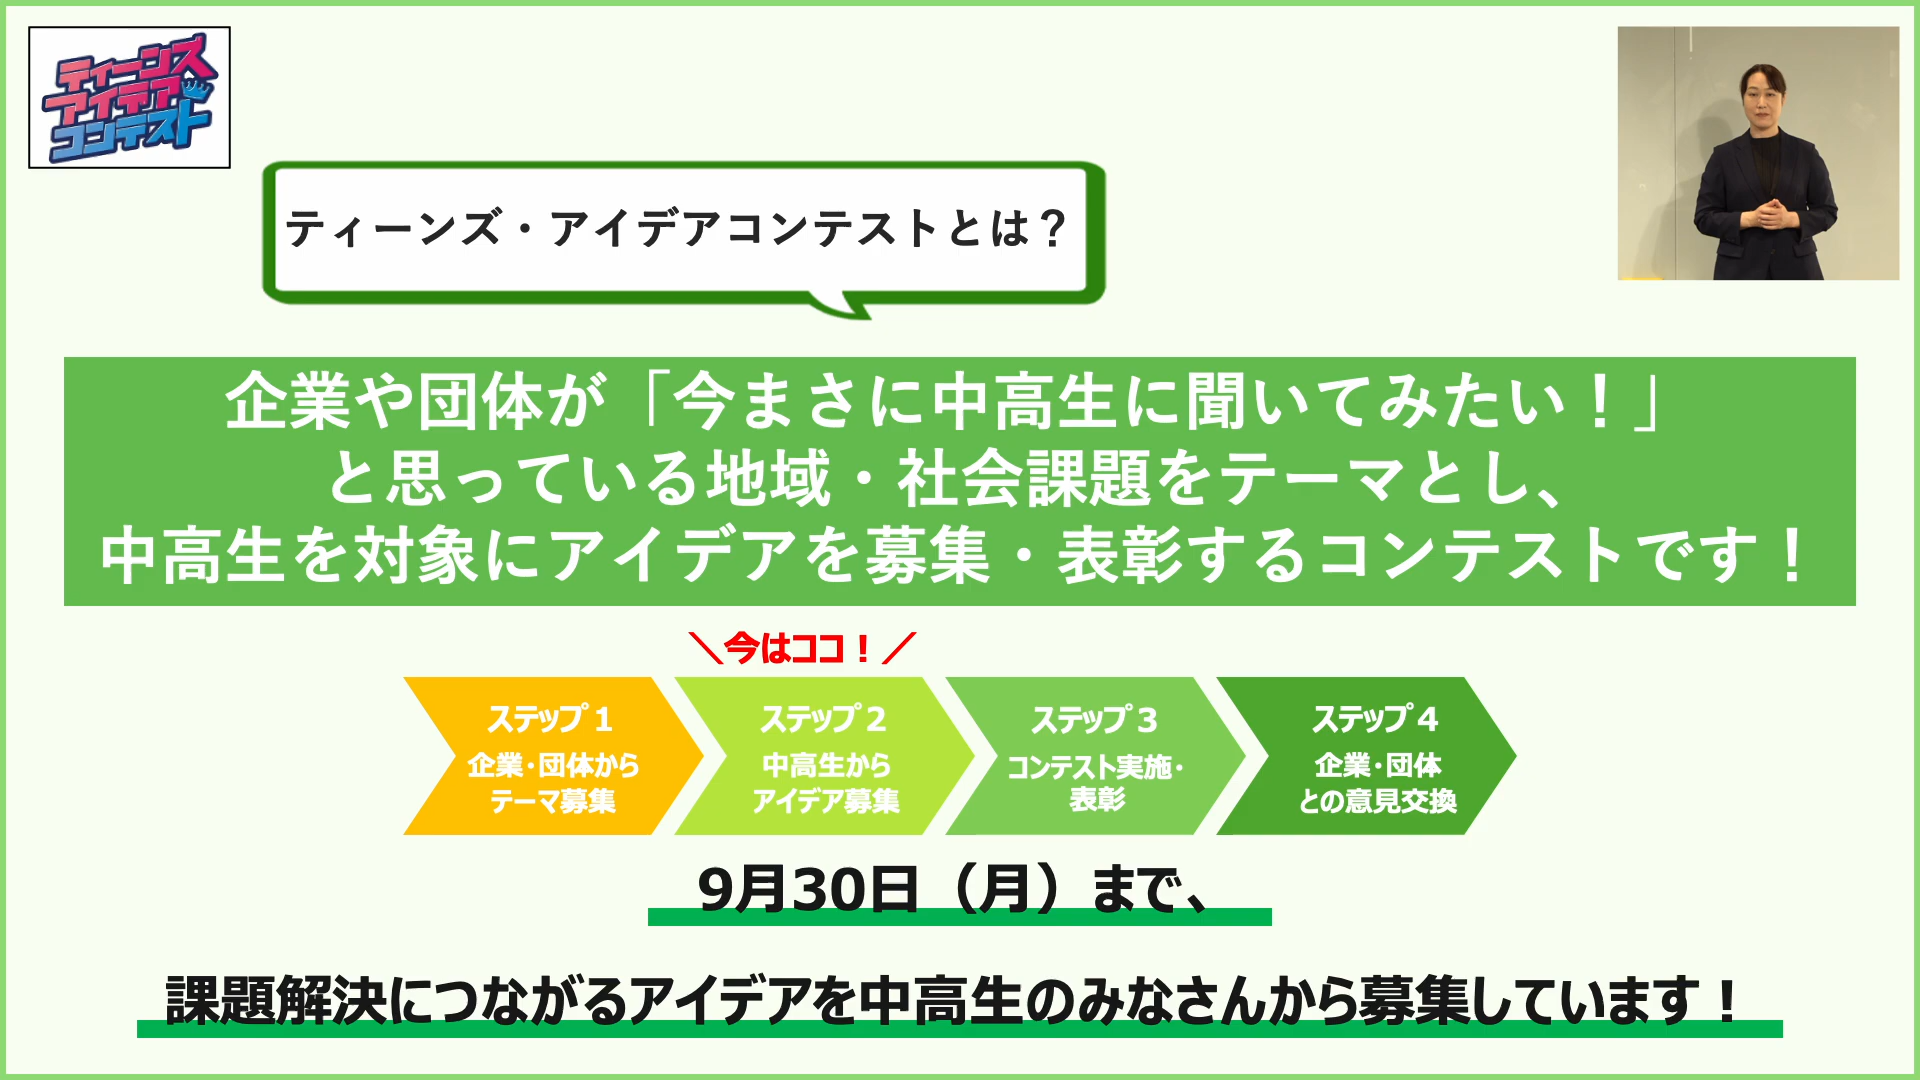 ティーンズ
アイデア
コンテスト
ティーンズ・アイデアコンテストとは？
企業や団体が「今まさに中高生に聞いてみたい！」
と思っている地域・社会課題をテーマとし、
中高生を対象にアイデアを募集・表彰するコンテストです！
＼今はココ！／
ステップ１
企業・団体から
テーマ募集
ステップ２
中高生から
アイデア募集
ステップ３
コンテスト実施・
表彰
ステップ４
企業・団体
との意見交換
9月30日（月）まで、
課題解決につながるアイデアを中高生のみなさんから募集しています！